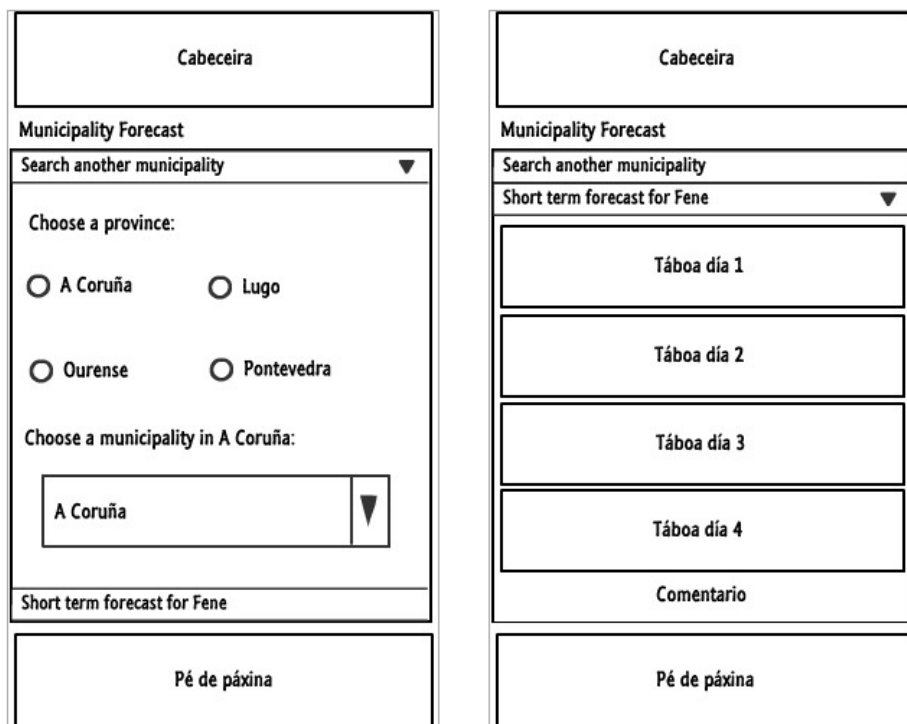 Cabeceira
Municipality Forecast
Search another municipality
Choose a province:
A Coruña
Lugo
Ourense
Pontevedra
Choose a municipality in A Coruña:
A Coruña
Short term forecast for Fene
Pé de páxina
Cabeceira
Municipality Forecast
Search another municipality
Short term forecast for Fene
Táboa día 1
Táboa día 2
Táboa día 3
Táboa día 4
Comentario
Pé de páxina